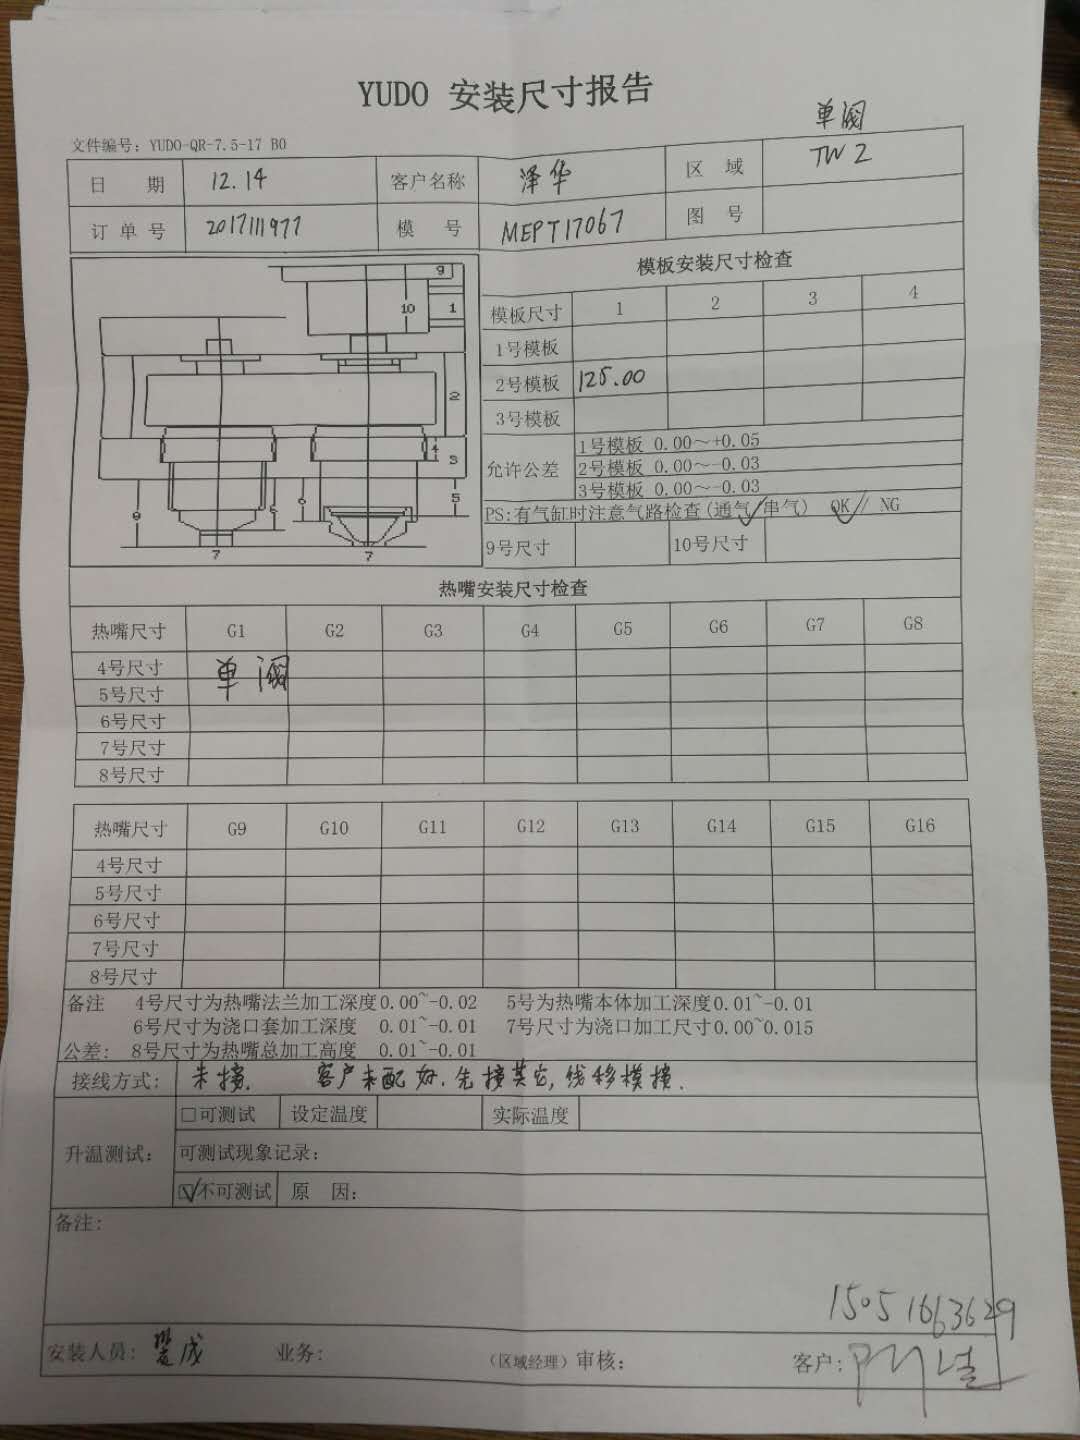 YUDO 安装尺寸报告
单阀
文件编号: YUDO-QR-7.5-17 B0
日 期 12.14 客户名称 泽华 区 域 TW2
订单号 2017111977 模 号 MEPT17067 图 号
模板安装尺寸检查
模板尺寸 1 2 3 4
1号模板
2号模板 125.00
3号模板
允许公差 1号模板 0.00~+0.05
2号模板 0.00~-0.03
3号模板 0.00~-0.03
PS:有气缸时注意气路检查(通气/串气) OK// NG
9号尺寸 10号尺寸
9
10 1
2
4 3
5
9 6 6
7 7
热嘴安装尺寸检查
热嘴尺寸 G1 G2 G3 G4 G5 G6 G7 G8
4号尺寸 单阀
5号尺寸
6号尺寸
7号尺寸
8号尺寸
热嘴尺寸 G9 G10 G11 G12 G13 G14 G15 G16
4号尺寸
5号尺寸
6号尺寸
7号尺寸
8号尺寸
备注 4号尺寸为热嘴法兰加工深度0.00~-0.02 5号为热嘴本体加工深度0.01~-0.01
6号尺寸为浇口套加工深度 0.01~-0.01 7号尺寸为浇口加工尺寸0.00~0.015
公差: 8号尺寸为热嘴总加工高度 0.01~-0.01
接线方式: 未接. 客户未配好.先接其它,线移模接.
□可测试 设定温度 实际温度
升温测试: 可测试现象记录:
☑不可测试 原 因:
备注:
15051663629
安装人员: 成 业务: (区域经理)审核: 客户: